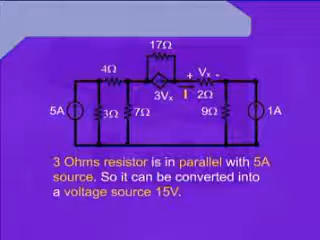 17Ω
4Ω
+ Vx -
3Vx I 2Ω
5A 3Ω 7Ω 9Ω 1A
3 Ohms resistor is in parallel with 5A
source. So it can be converted into
a voltage source 15V.